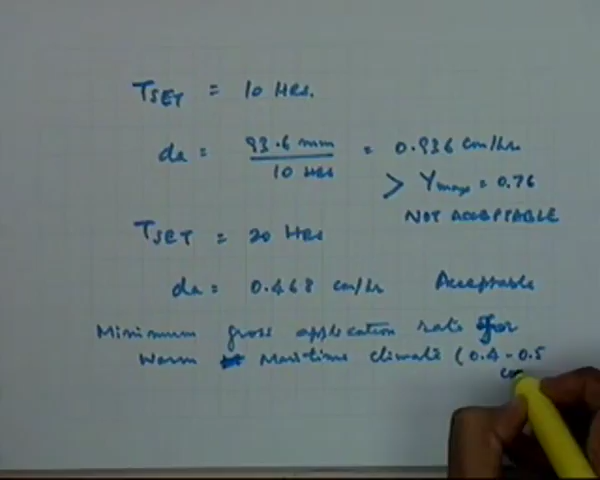 TSET = 10 HRS.
da = 93.6 mm / 10 HRS = 0.936 cm/hr
> Ymax = 0.76
NOT ACCEPTABLE
TSET = 20 HRS
da = 0.468 cm/hr Acceptable
Minimum gross application rate for
Warm Maritime climate (0.4 - 0.5